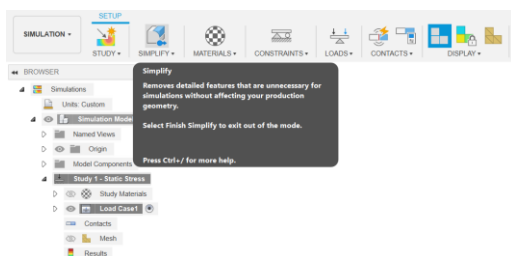 SETUP
SIMULATION
STUDY
SIMPLIFY
MATERIALS
CONSTRAINTS
LOADS
CONTACTS
DISPLAY
BROWSER
Simplify
Removes detailed features that are unnecessary for
simulations without affecting your production
geometry.
Select Finish Simplify to exit out of the mode.
Press Ctrl+/ for more help.
Simulations
Units: Custom
Simulation Mode
Named Views
Origin
Model Components
Study 1 - Static Stress
Study Materials
Load Case1
Contacts
Mesh
Results